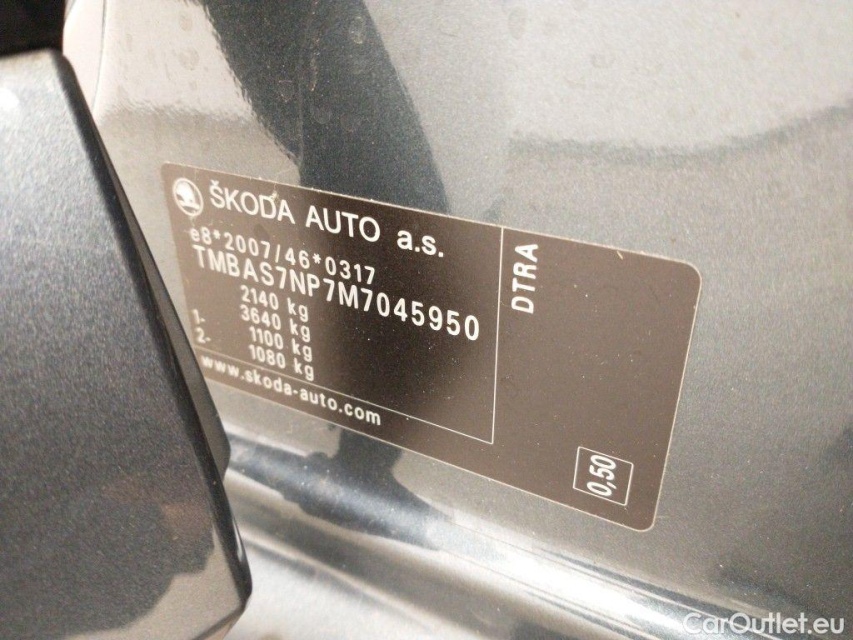 ŠKODA AUTO a.s.
e8*2007/46*0317
TMBAS7NP7M7045950
2140 kg
1- 3640 kg
2- 1100 kg
1080 kg
www.skoda-auto.com
DTRA
0,50
CarOutlet.eu